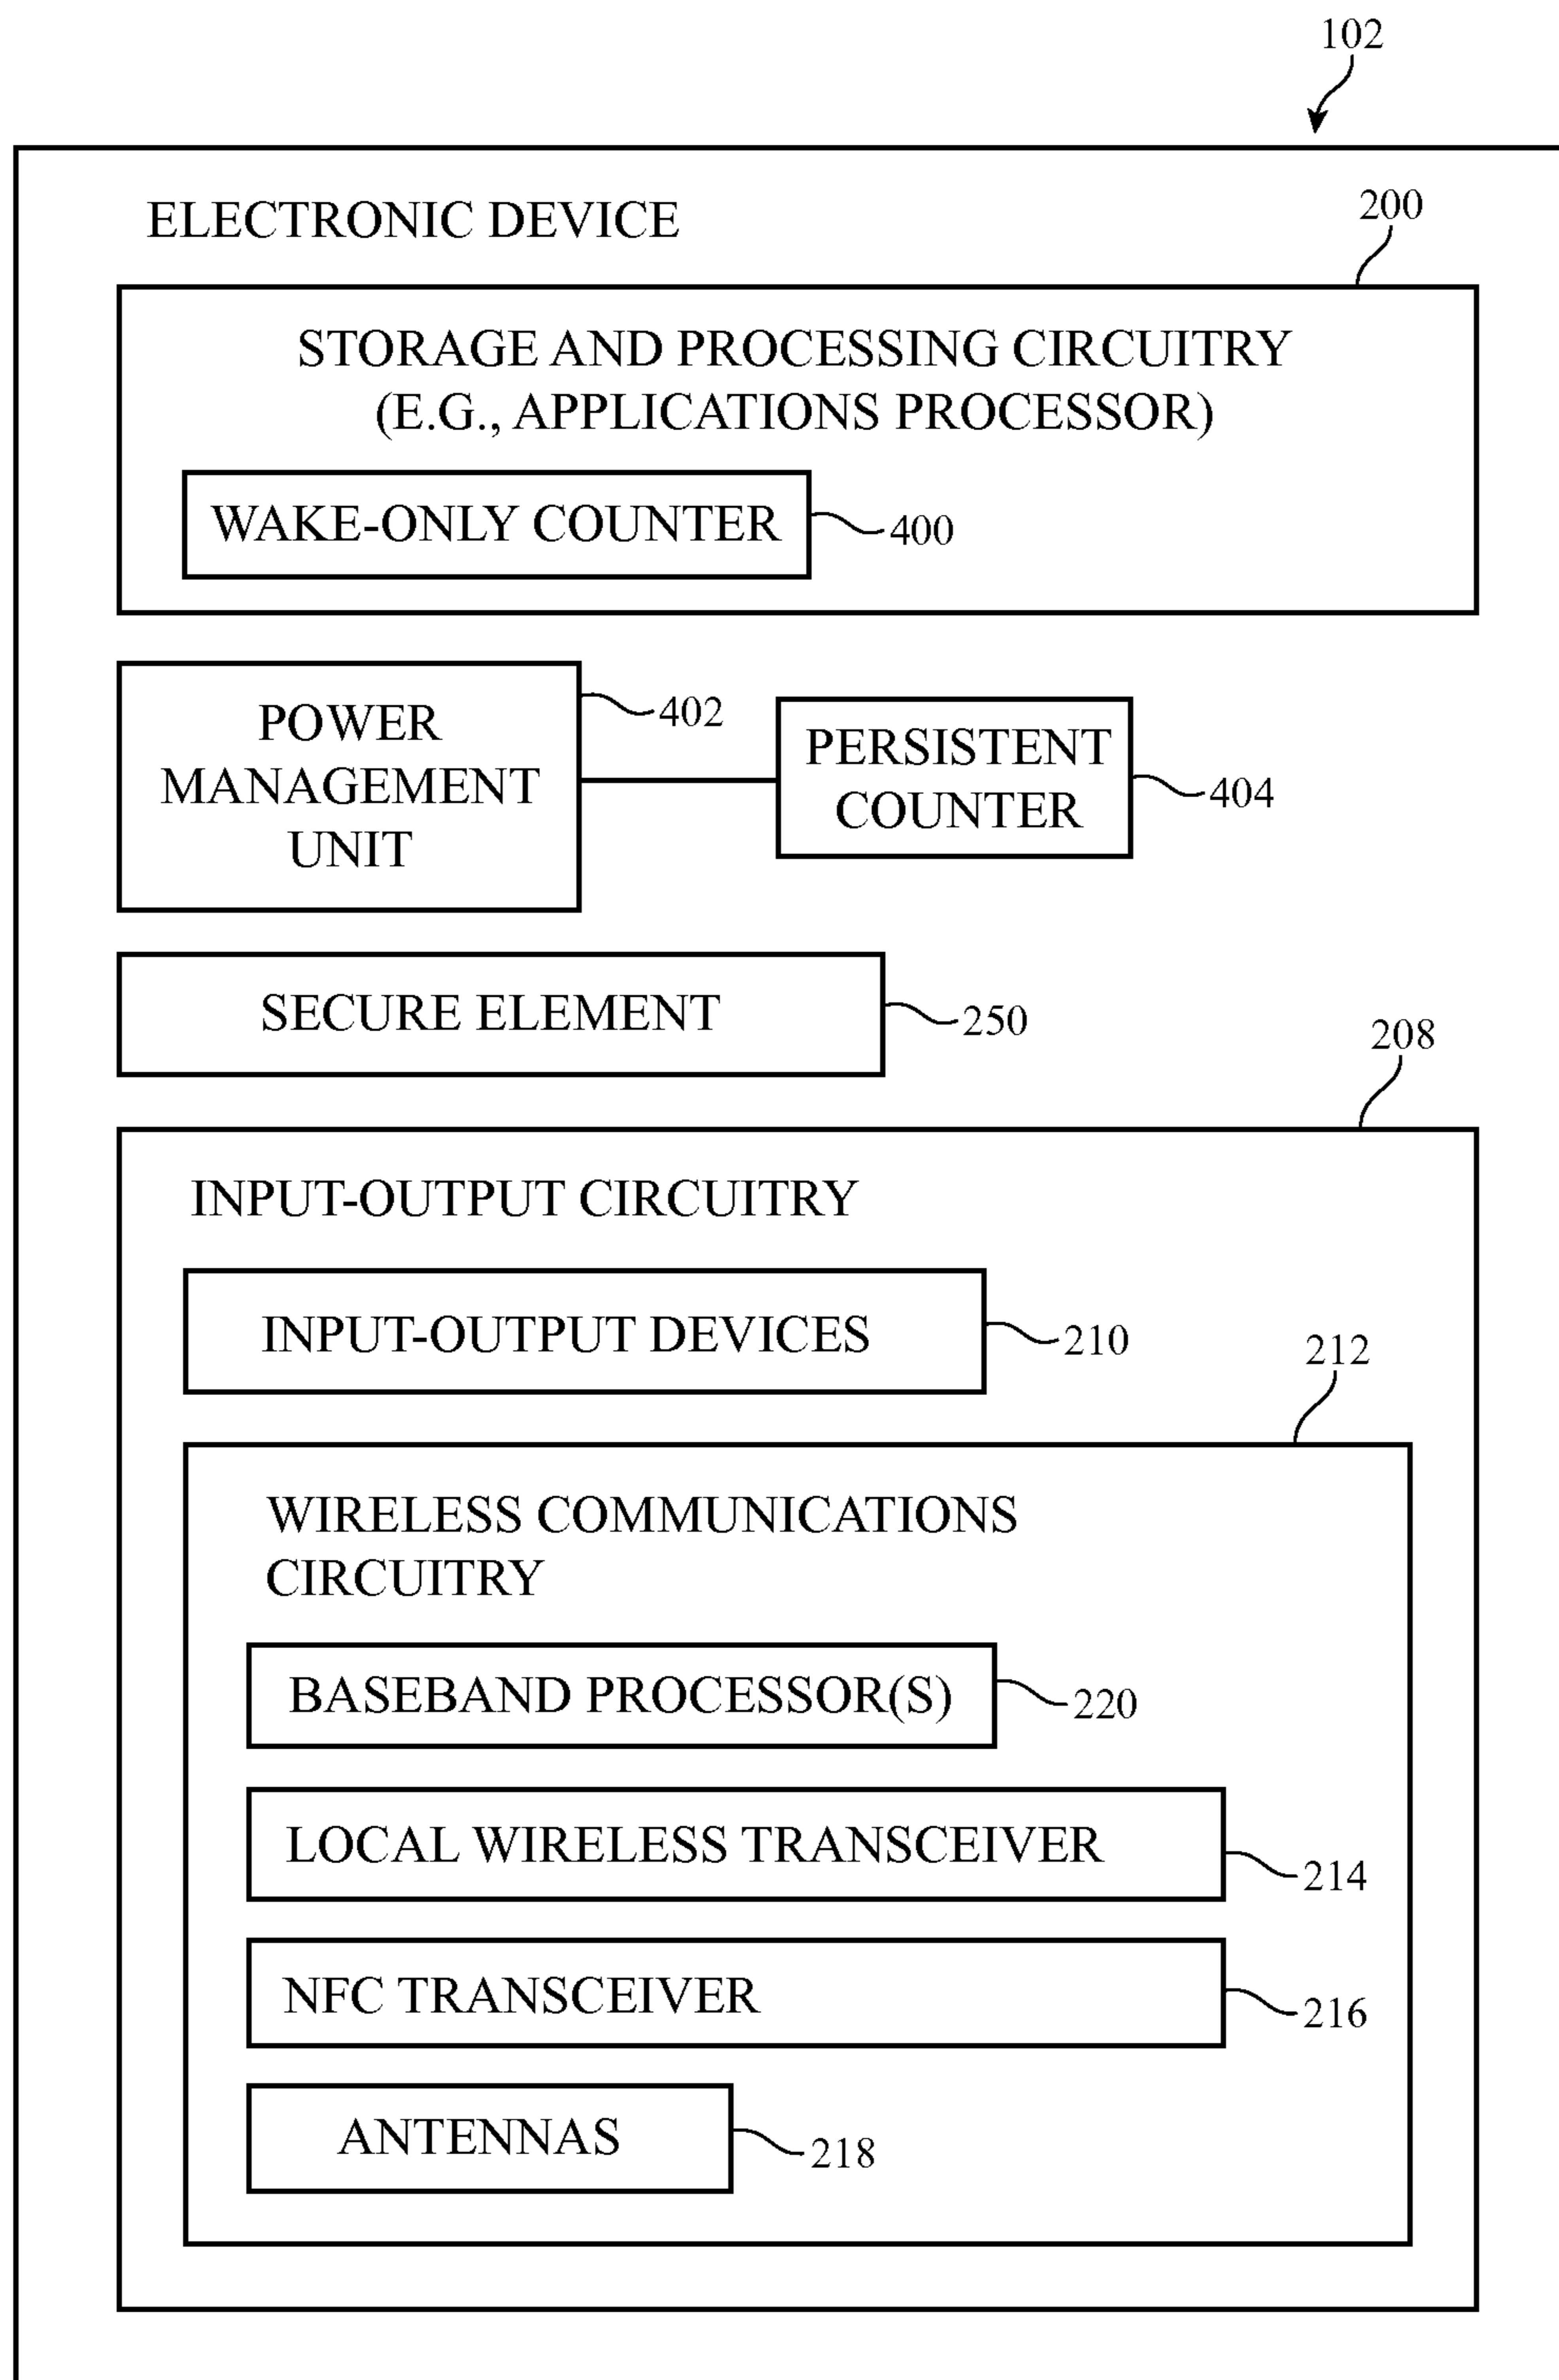 102
ELECTRONIC DEVICE
200
STORAGE AND PROCESSING CIRCUITRY
(E.G., APPLICATIONS PROCESSOR)
WAKE-ONLY COUNTER
400
POWER
MANAGEMENT
UNIT
402
PERSISTENT
COUNTER
404
SECURE ELEMENT
250
208
INPUT-OUTPUT CIRCUITRY
INPUT-OUTPUT DEVICES
210
212
WIRELESS COMMUNICATIONS
CIRCUITRY
BASEBAND PROCESSOR(S)
220
LOCAL WIRELESS TRANSCEIVER
214
NFC TRANSCEIVER
216
ANTENNAS
218